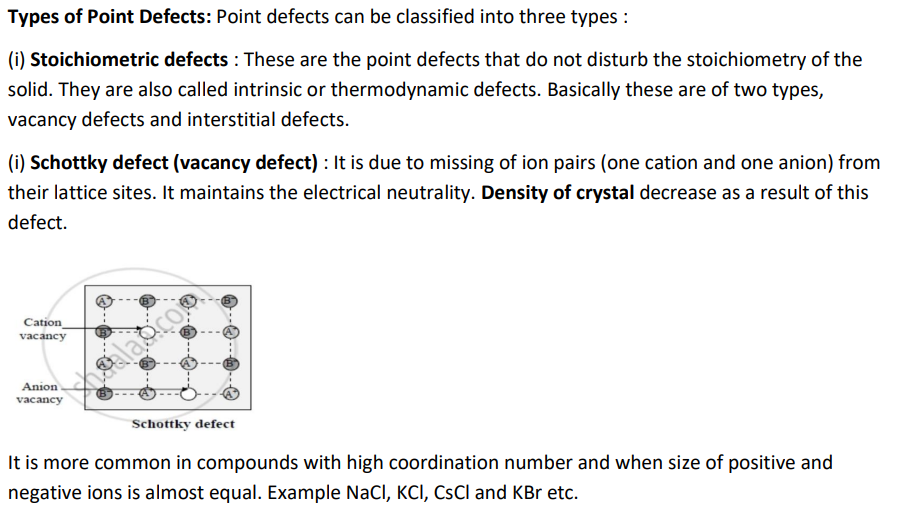 Types of Point Defects: Point defects can be classified into three types :
(i) Stoichiometric defects : These are the point defects that do not disturb the stoichiometry of the
solid. They are also called intrinsic or thermodynamic defects. Basically these are of two types,
vacancy defects and interstitial defects.
(i) Schottky defect (vacancy defect) : It is due to missing of ion pairs (one cation and one anion) from
their lattice sites. It maintains the electrical neutrality. Density of crystal decrease as a result of this
defect.
A⁺ B⁻ A⁺ B⁻
Cation
vacancy
B⁻ B⁻ A⁺
A⁺ B⁻ A⁺ B⁻
Anion
vacancy
B⁻ A⁺ A⁺
shaalaa.com
Schottky defect
It is more common in compounds with high coordination number and when size of positive and
negative ions is almost equal. Example NaCl, KCl, CsCl and KBr etc.